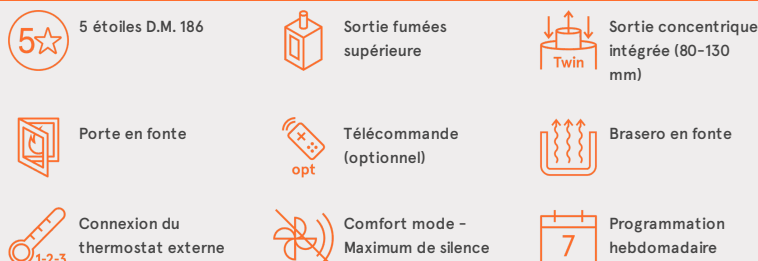 5 5 étoiles D.M. 186
Sortie fumées
supérieure
Twin
Sortie concentrique
intégrée (80-130
mm)
Porte en fonte
opt
Télécommande
(optionnel)
Brasero en fonte
1-2-3
Connexion du
thermostat externe
Comfort mode -
Maximum de silence
7
Programmation
hebdomadaire